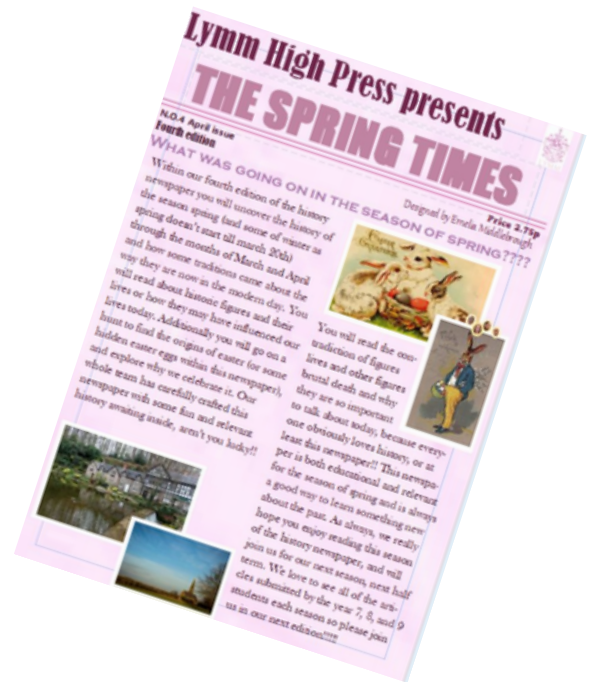 Lymm High Press presents
THE SPRING TIMES
N.O.4 April issue
Fourth edition
Price 2.75p
Designed by Emelia Middlebrough
WHAT WAS GOING ON IN THE SEASON OF SPRING????
Within our fourth edition of the history
newspaper you will uncover the history of
the season spring (and some of winter as
spring doesn't start till march 20th)
through the months of March and April
and how some traditions came about the
way they are now in the modern day. You
will read about historic figures and their
lives or how they may have influenced our
lives today. Additionally you will go on a
hunt to find the origins of easter (or some
hidden easter eggs within this newspaper),
and explore why we celebrate it. Our
whole team has carefully crafted this
newspaper with some fun and relevant
history awaiting inside, aren't you lucky!!
You will read the con-
tradiction of figures
lives and other figures
brutal death and why
they are so important
to talk about today, because every-
one obviously loves history, or at
least this newspaper!! This newspa-
per is both educational and relevant
for the season of spring and is always
a good way to learn something new
about the past. As always, we really
hope you enjoy reading this season
of the history newspaper, and will
join us for our next season, next half
term. We love to see all of the arti-
cles submitted by the year 7, 8, and 9
students each season so please join
us in our next edition!!!!